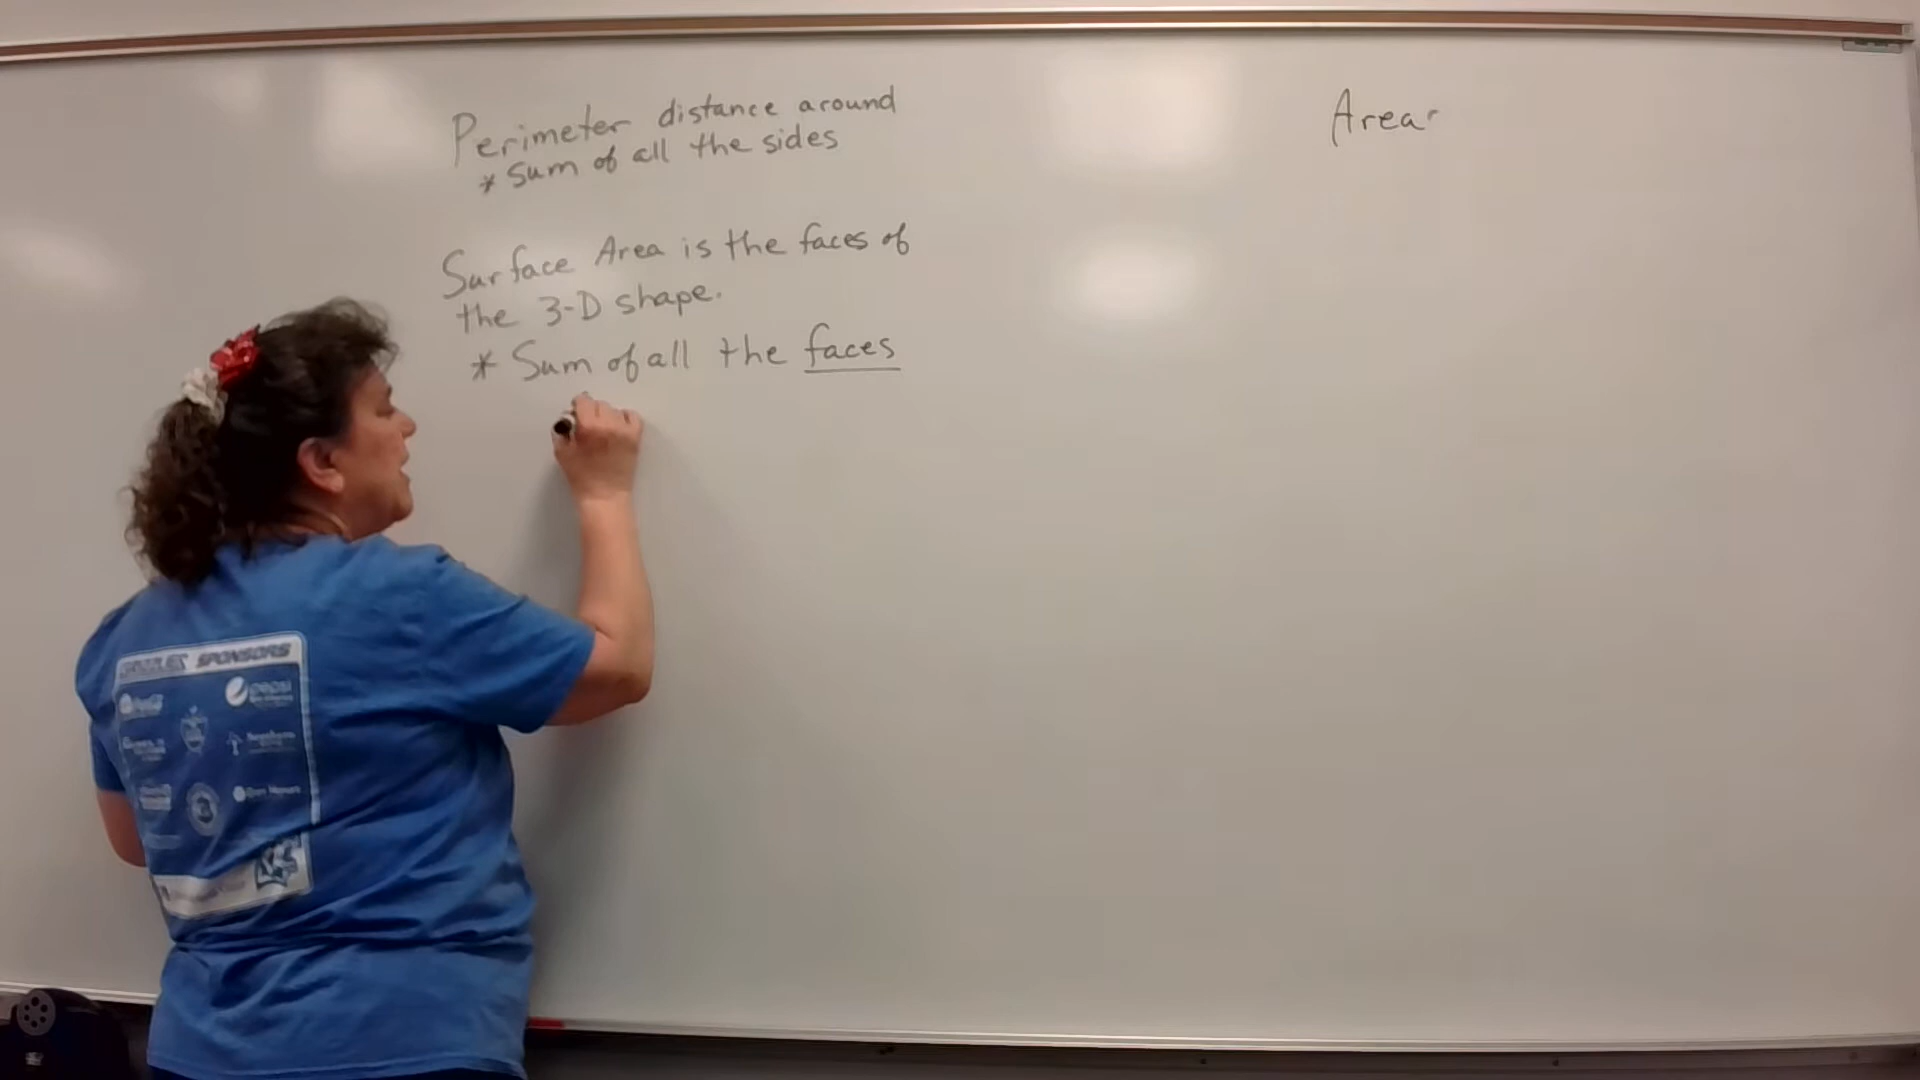 Perimeter distance around
* Sum of all the sides
Surface Area is the faces of
the 3-D shape.
* Sum of all the faces
Area
SPONSORS